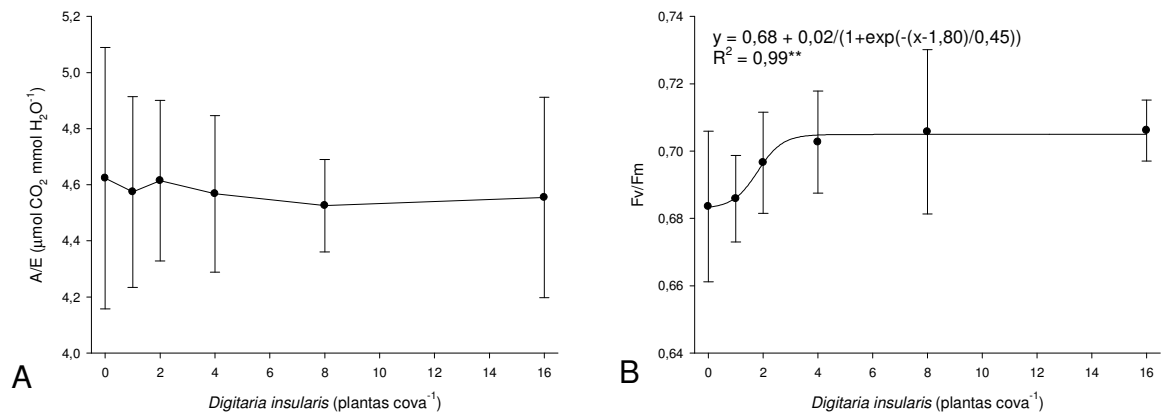 5,2
5,0
4,8
4,6
4,4
4,2
4,0
A/E (μmol CO₂ mmol H₂O⁻¹)
0 2 4 6 8 10 12 14 16
Digitaria insularis (plantas cova⁻¹)
A
y = 0,68 + 0,02/(1+exp(-(x-1,80)/0,45))
R² = 0,99**
0,74
0,72
0,70
0,68
0,66
0,64
Fv/Fm
0 2 4 6 8 10 12 14 16
Digitaria insularis (plantas cova⁻¹)
B